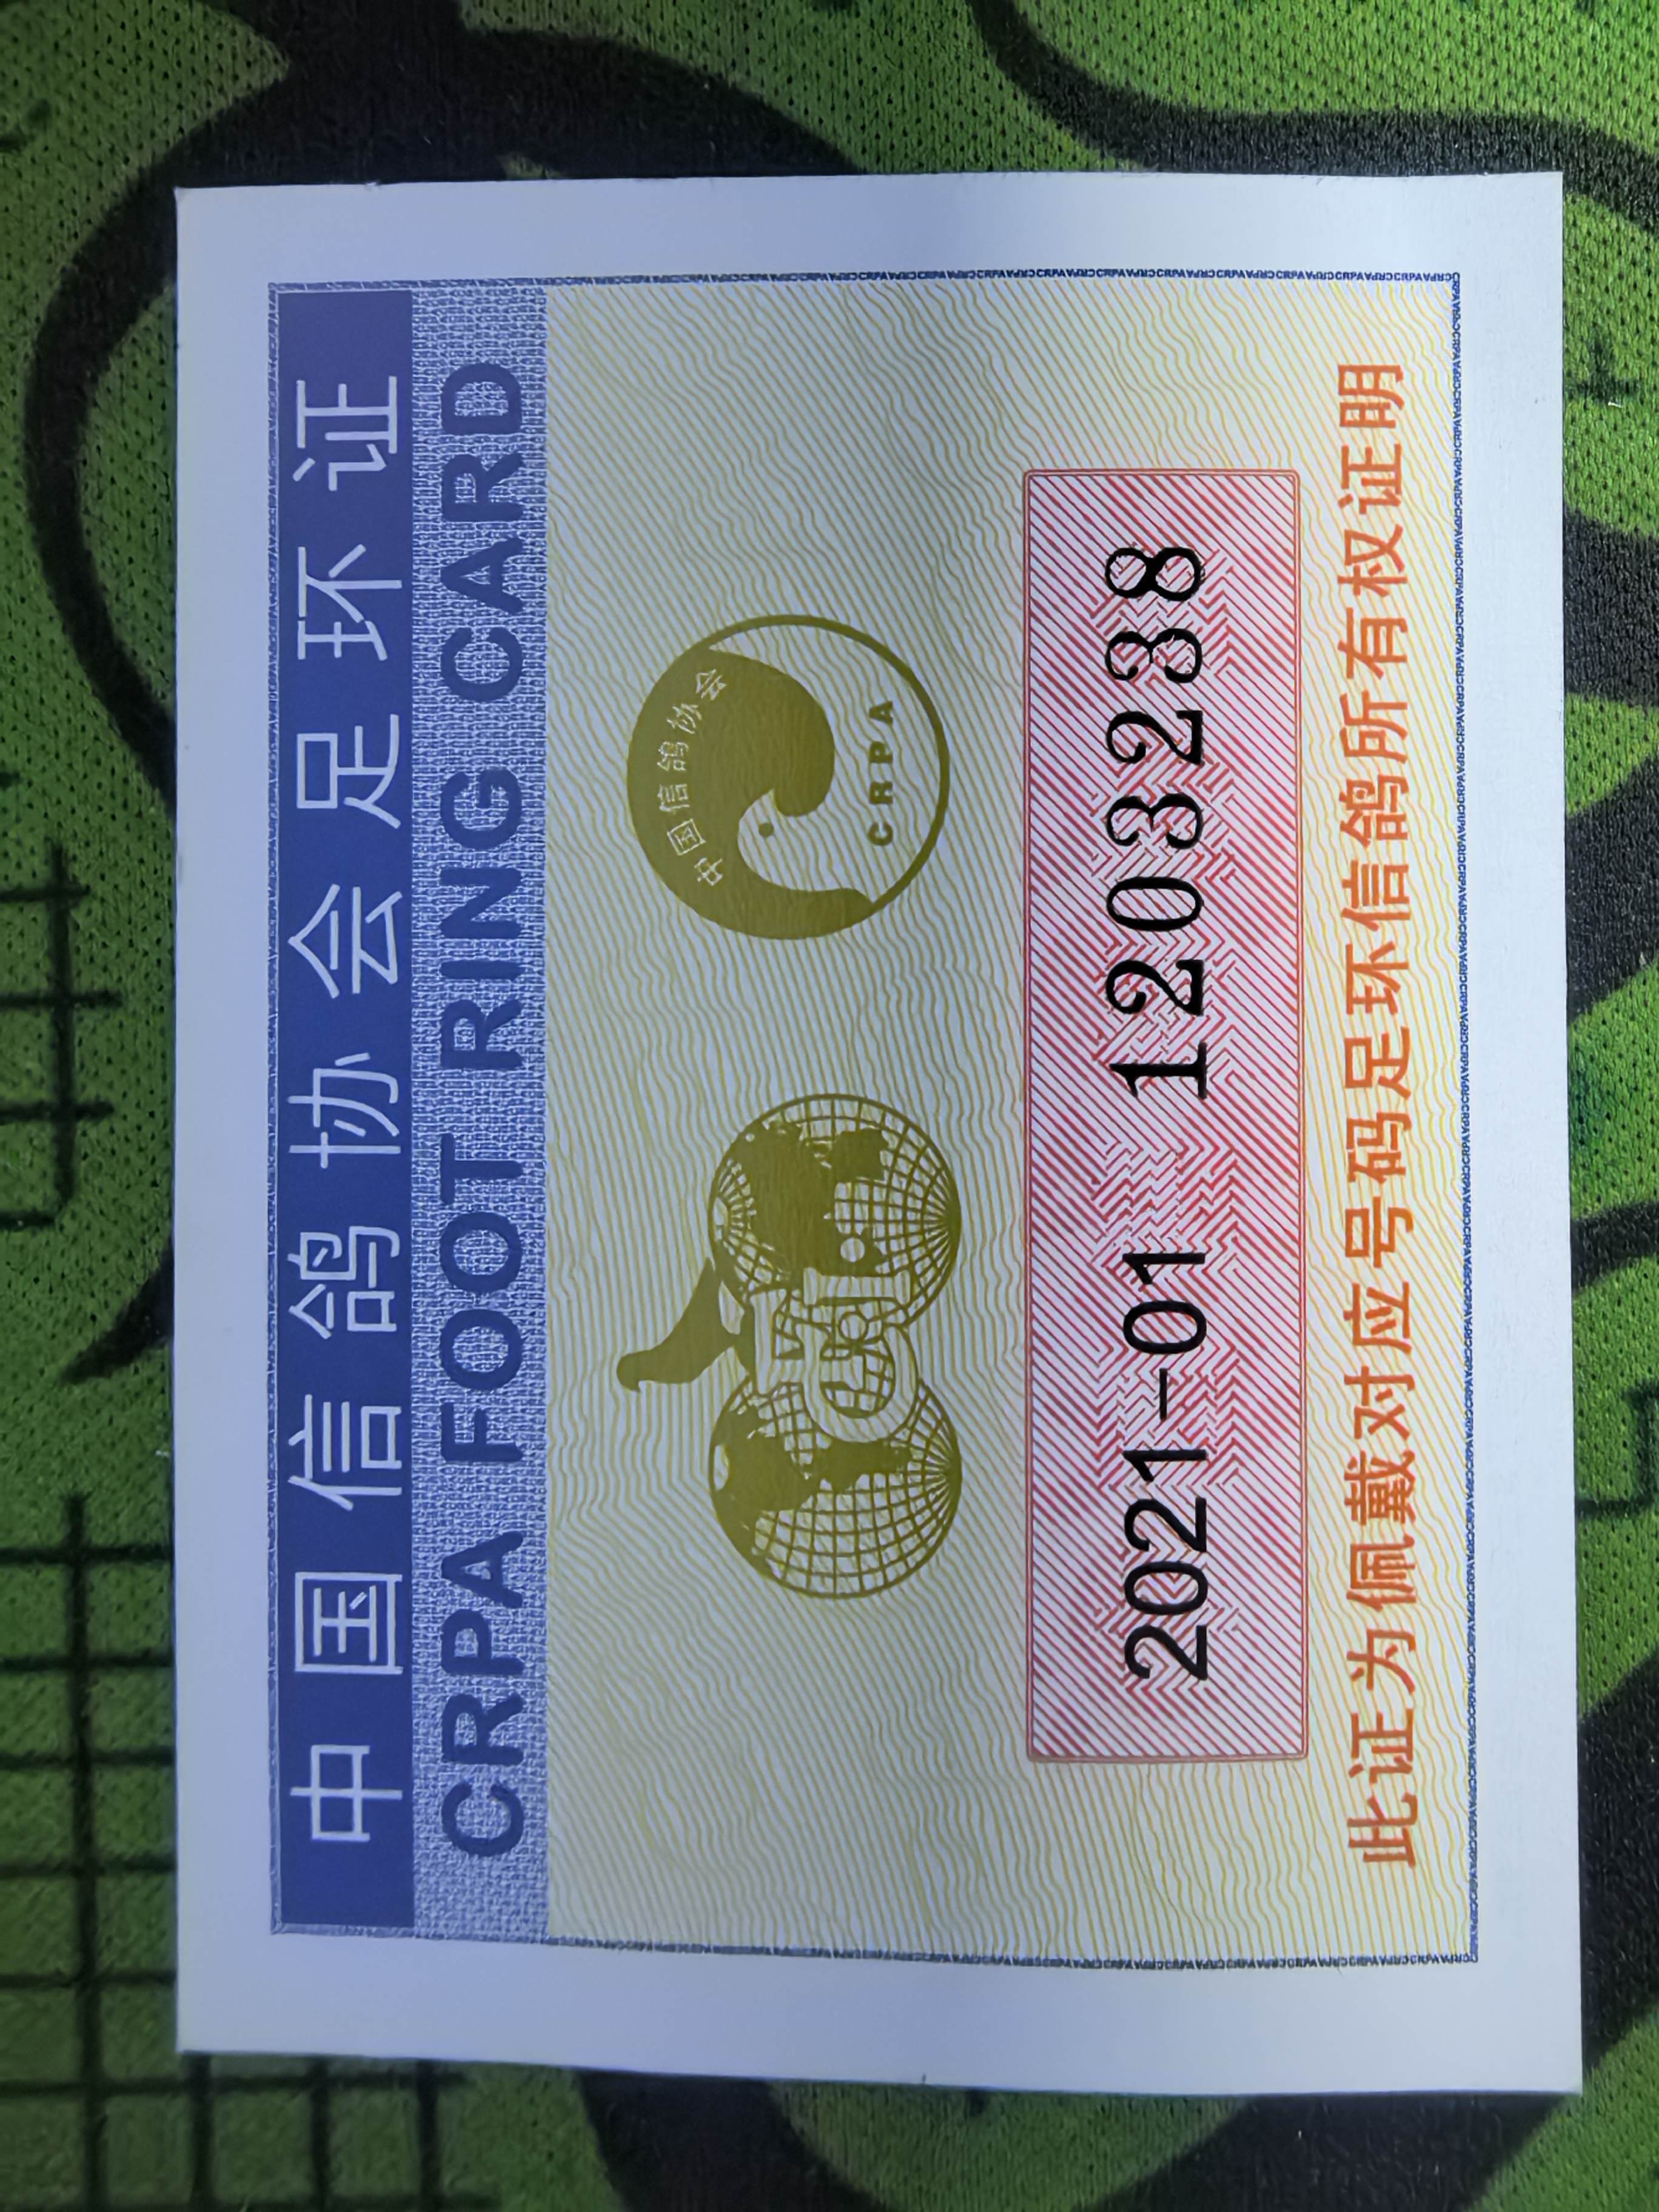 中国信鸽协会足环证
CRPA FOOT RING CARD
中国信鸽协会
CRPA
2021-01 1203238
此证为佩戴对应号码足环信鸽所有权证明